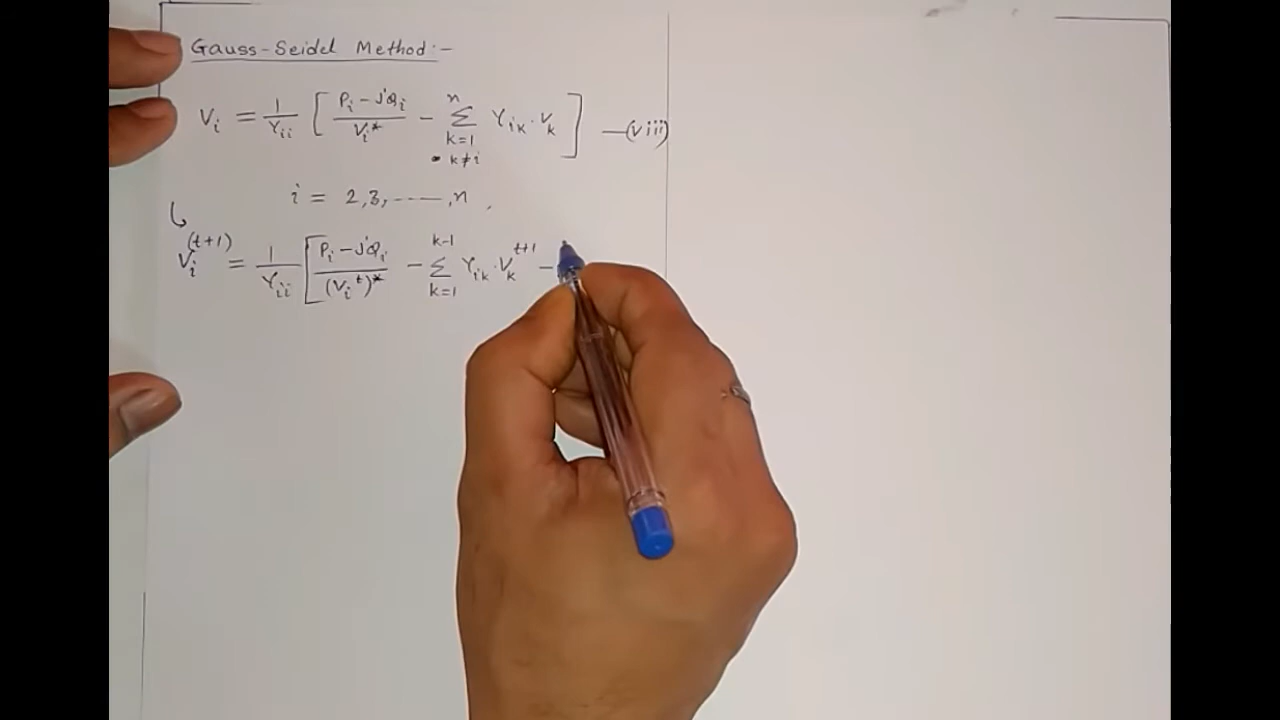 Gauss-Seidel Method:-
Vi = 1/Yii [ (Pi - jQi)/Vi* - Σ (k=1, k≠i to n) Yik · Vk ] —(viii)
i = 2,3,-----,n,
Vi^(t+1) = 1/Yii [ (Pi - jQi)/(Vi^t)* - Σ (k=1 to k-1) Yik · Vk^t+1 -